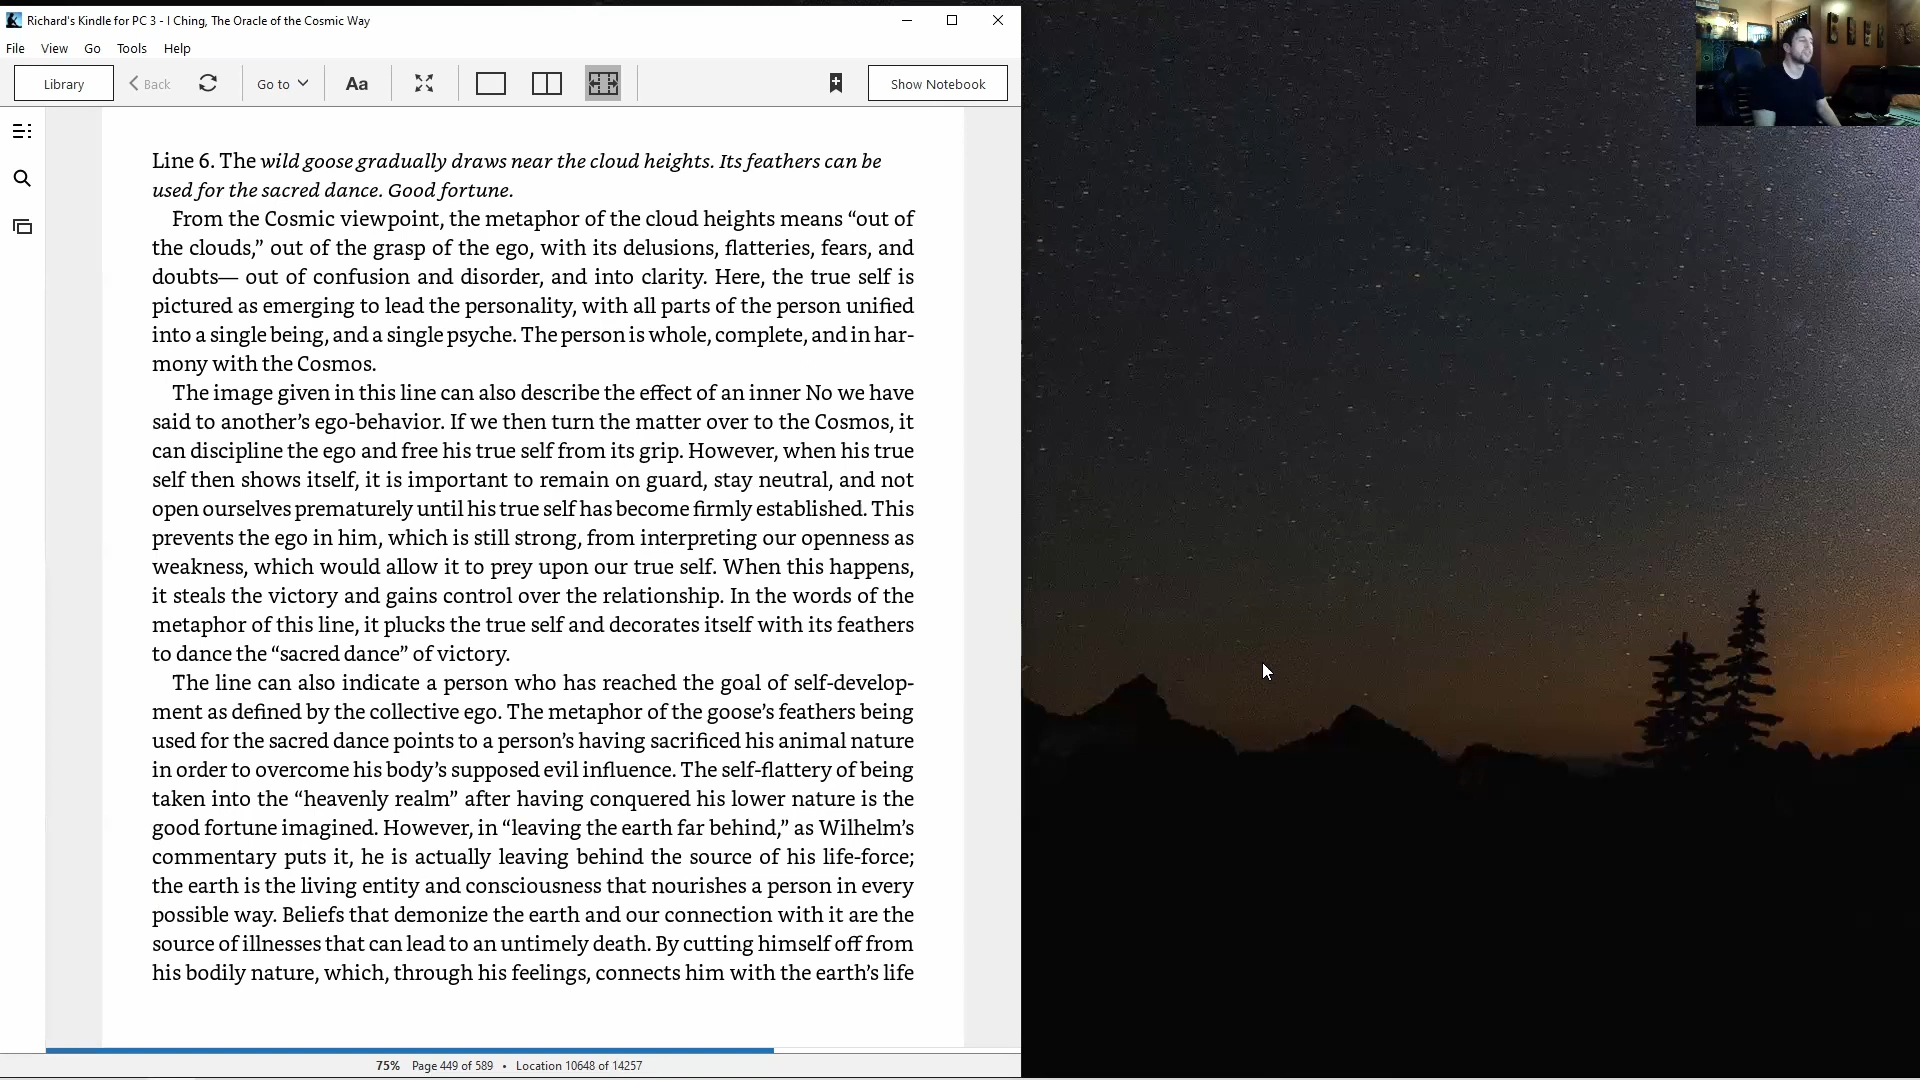 Richard's Kindle for PC 3 - I Ching, The Oracle of the Cosmic Way
File View Go Tools Help
Library Back Go to Aa Show Notebook
Line 6. The wild goose gradually draws near the cloud heights. Its feathers can be
used for the sacred dance. Good fortune.
From the Cosmic viewpoint, the metaphor of the cloud heights means “out of
the clouds,” out of the grasp of the ego, with its delusions, flatteries, fears, and
doubts— out of confusion and disorder, and into clarity. Here, the true self is
pictured as emerging to lead the personality, with all parts of the person unified
into a single being, and a single psyche. The person is whole, complete, and in har-
mony with the Cosmos.
The image given in this line can also describe the effect of an inner No we have
said to another’s ego-behavior. If we then turn the matter over to the Cosmos, it
can discipline the ego and free his true self from its grip. However, when his true
self then shows itself, it is important to remain on guard, stay neutral, and not
open ourselves prematurely until his true self has become firmly established. This
prevents the ego in him, which is still strong, from interpreting our openness as
weakness, which would allow it to prey upon our true self. When this happens,
it steals the victory and gains control over the relationship. In the words of the
metaphor of this line, it plucks the true self and decorates itself with its feathers
to dance the “sacred dance” of victory.
The line can also indicate a person who has reached the goal of self-develop-
ment as defined by the collective ego. The metaphor of the goose’s feathers being
used for the sacred dance points to a person’s having sacrificed his animal nature
in order to overcome his body’s supposed evil influence. The self-flattery of being
taken into the “heavenly realm” after having conquered his lower nature is the
good fortune imagined. However, in “leaving the earth far behind,” as Wilhelm’s
commentary puts it, he is actually leaving behind the source of his life-force;
the earth is the living entity and consciousness that nourishes a person in every
possible way. Beliefs that demonize the earth and our connection with it are the
source of illnesses that can lead to an untimely death. By cutting himself off from
his bodily nature, which, through his feelings, connects him with the earth’s life
75% Page 449 of 589 • Location 10648 of 14257